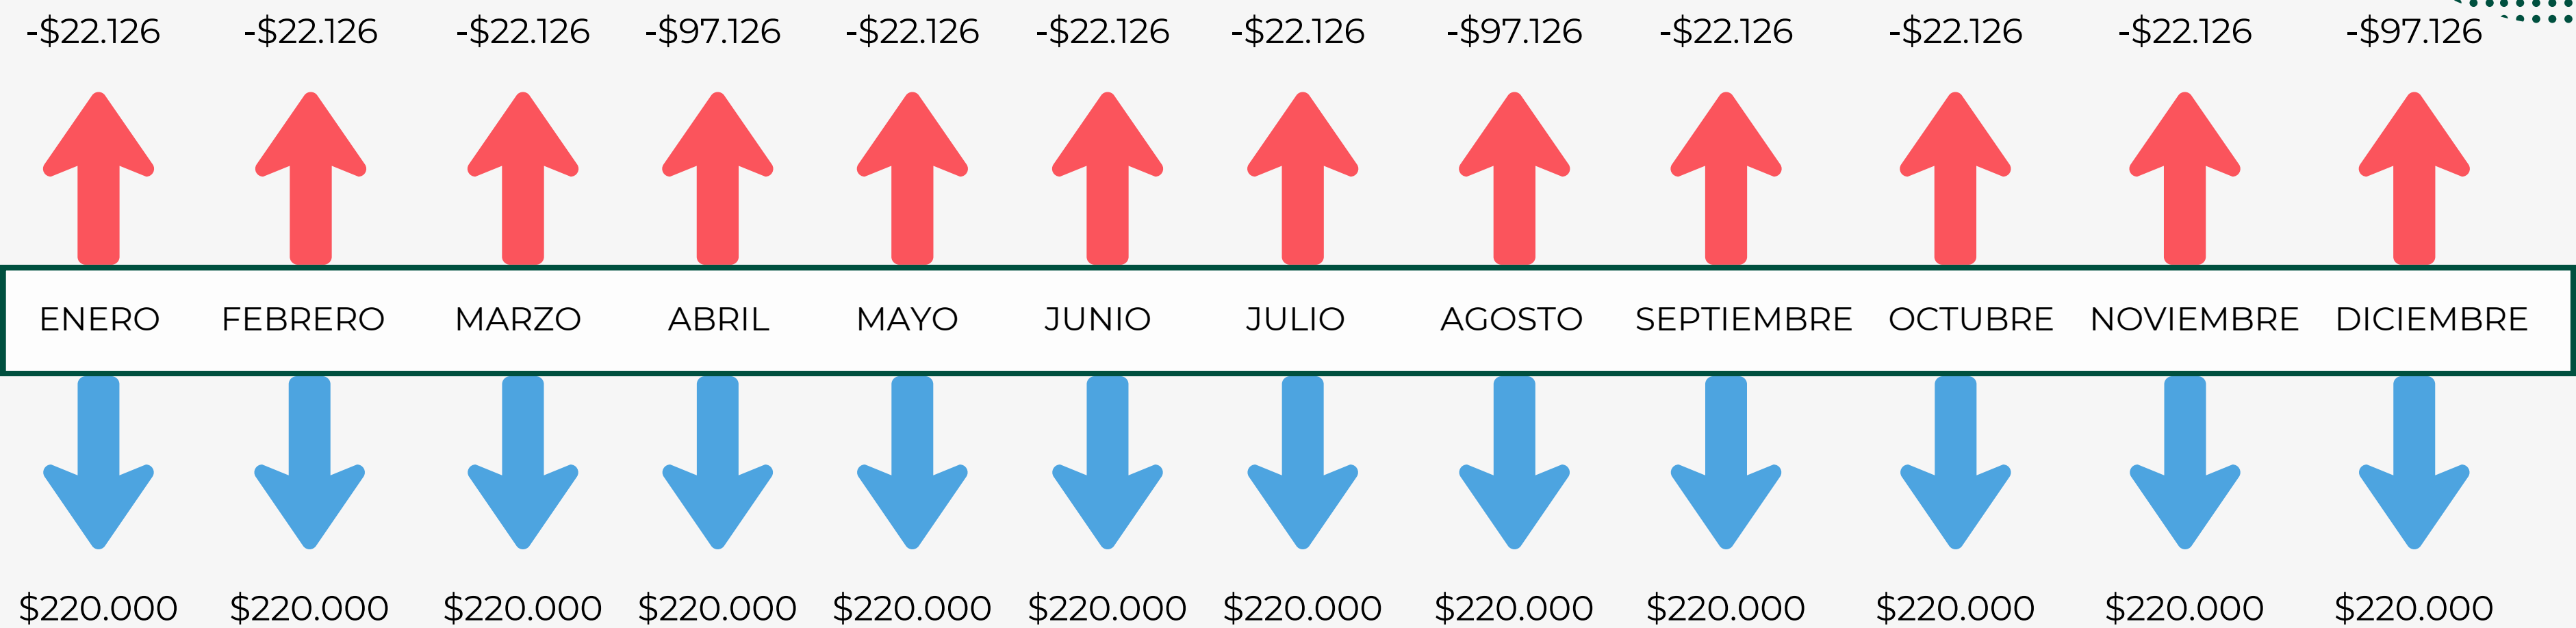 -$22.126 -$22.126 -$22.126 -$97.126 -$22.126 -$22.126 -$22.126 -$97.126 -$22.126 -$22.126 -$22.126 -$97.126
ENERO FEBRERO MARZO ABRIL MAYO JUNIO JULIO AGOSTO SEPTIEMBRE OCTUBRE NOVIEMBRE DICIEMBRE
$220.000 $220.000 $220.000 $220.000 $220.000 $220.000 $220.000 $220.000 $220.000 $220.000 $220.000 $220.000